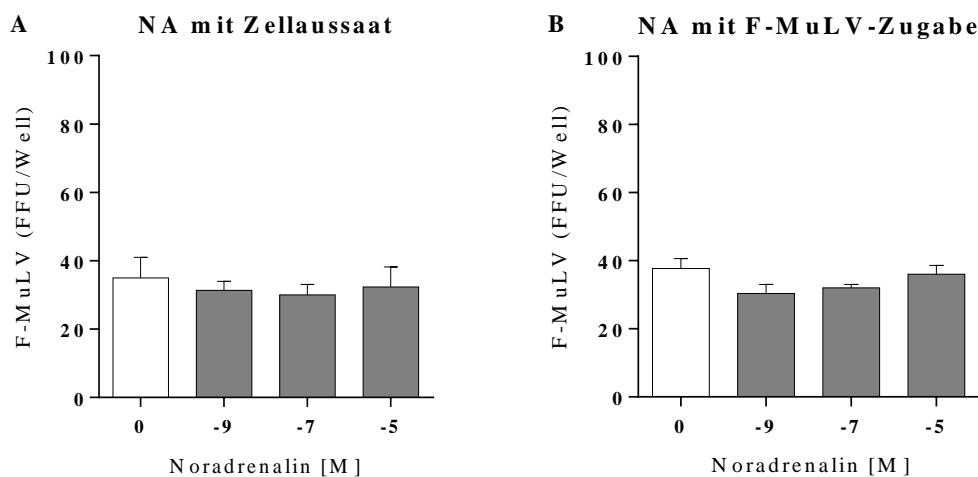 A NA mit Zellaussaat
F-MuLV (FFU/Well)
100
80
60
40
20
0
0 -9 -7 -5
Noradrenalin [M]
B NA mit F-MuLV-Zugabe
F-MuLV (FFU/Well)
100
80
60
40
20
0
0 -9 -7 -5
Noradrenalin [M]